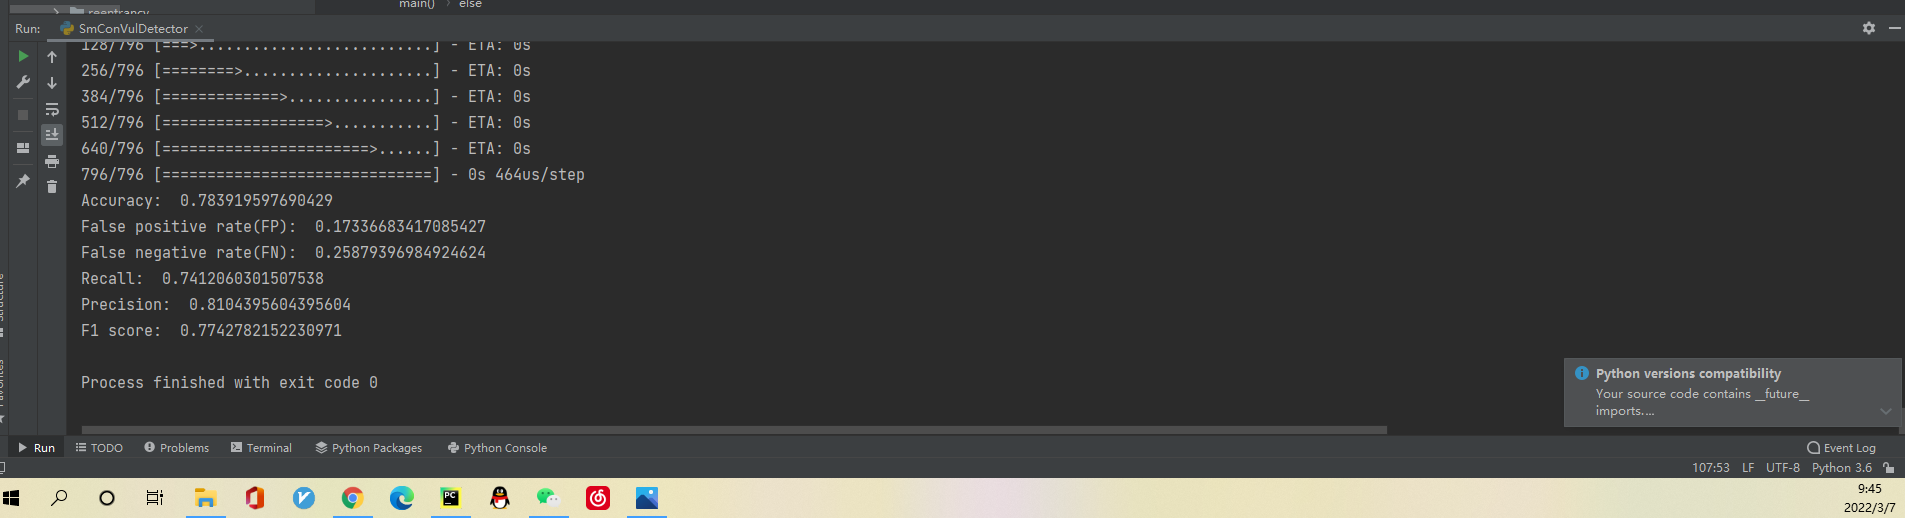 main() › else
reentrancy
Run: SmConVulDetector ×
128/796 [===>..........................] - ETA: 0s
256/796 [========>.....................] - ETA: 0s
384/796 [=============>................] - ETA: 0s
512/796 [==================>...........] - ETA: 0s
640/796 [=======================>......] - ETA: 0s
796/796 [==============================] - 0s 464us/step
Accuracy:  0.783919597690429
False positive rate(FP):  0.17336683417085427
False negative rate(FN):  0.25879396984924624
Recall:  0.7412060301507538
Precision:  0.8104395604395604
F1 score:  0.7742782152230971
Process finished with exit code 0
Structure
Favorites
Python versions compatibility
Your source code contains __future__
imports....
Run TODO Problems Terminal Python Packages Python Console Event Log
107:53 LF UTF-8 Python 3.6
PC
9:45
2022/3/7